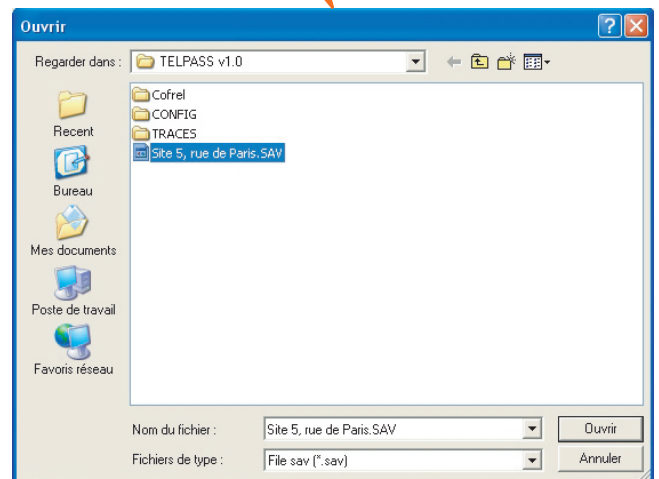 Ouvrir
Regarder dans : TELPASS v1.0
Cofrel
CONFIG
TRACES
Site 5, rue de Paris.SAV
Recent
Bureau
Mes documents
Poste de travail
Favoris réseau
Nom du fichier : Site 5, rue de Paris.SAV Ouvrir
Fichiers de type : File sav (*.sav) Annuler